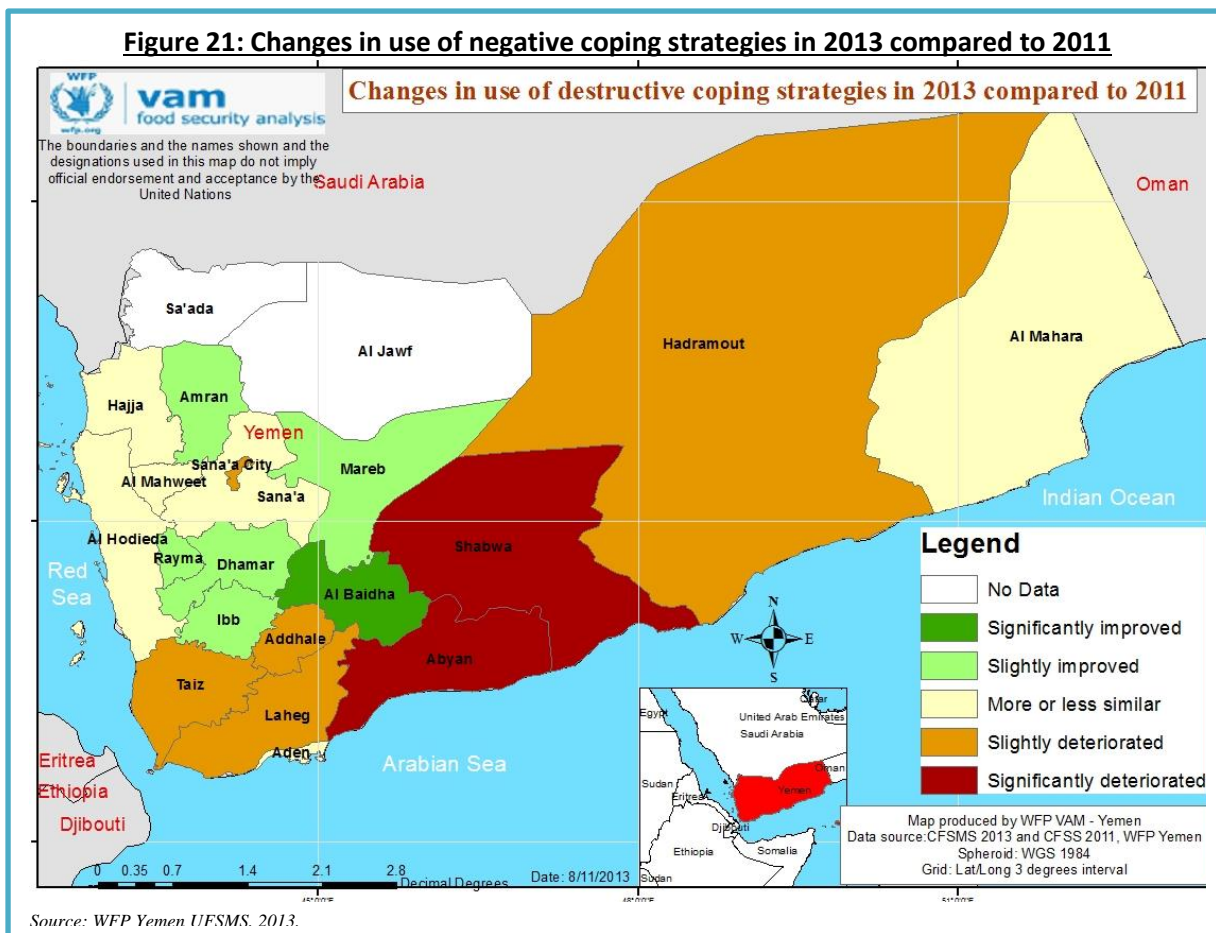 Figure 21: Changes in use of negative coping strategies in 2013 compared to 2011
WFP
wfp.org
vam
food security analysis
Changes in use of destructive coping strategies in 2013 compared to 2011
The boundaries and the names shown and the
designations used in this map do not imply
official endorsement and acceptance by the
United Nations
Saudi Arabia
Oman
Sa'ada
Al Jawf
Hadramout
Al Mahara
Hajja
Amran
Yemen
Sana'a City
Mareb
Al Mahweet
Sana'a
Indian Ocean
Al Hodieda
Rayma
Dhamar
Shabwa
Red
Sea
Al Baidha
Ibb
Addhale
Abyan
Taiz
Laheg
Aden
Arabian Sea
Eritrea
Ethiopia
Djibouti
N
W
E
S
Legend
No Data
Significantly improved
Slightly improved
More or less similar
Slightly deteriorated
Significantly deteriorated
Egypt
Qatar
United Arab Emirates
Saudi Arabia
Oman
Sudan
Eritrea
Yemen
Djibouti
Ethiopia
Somalia
Sudan
Map produced by WFP VAM - Yemen
Data source:CFSMS 2013 and CFSS 2011, WFP Yemen
Spheroid: WGS 1984
Grid: Lat/Long 3 degrees interval
0 0.35 0.7 1.4 2.1 2.8
Decimal Degrees
Date: 8/11/2013
Source: WFP Yemen UFSMS, 2013.